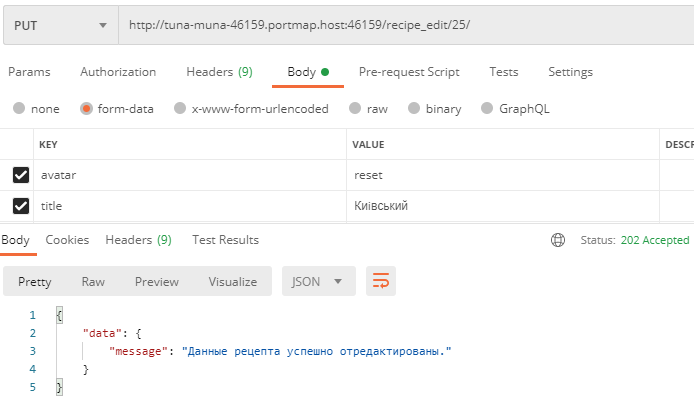 PUT http://tuna-muna-46159.portmap.host:46159/recipe_edit/25/
Params Authorization Headers (9) Body Pre-request Script Tests Settings
none form-data x-www-form-urlencoded raw binary GraphQL
KEY VALUE DESCR
avatar reset
title Киівський
Body Cookies Headers (9) Test Results Status: 202 Accepted
Pretty Raw Preview Visualize JSON
1 {
2 "data": {
3 "message": "Данные рецепта успешно отредактированы."
4 }
5 }